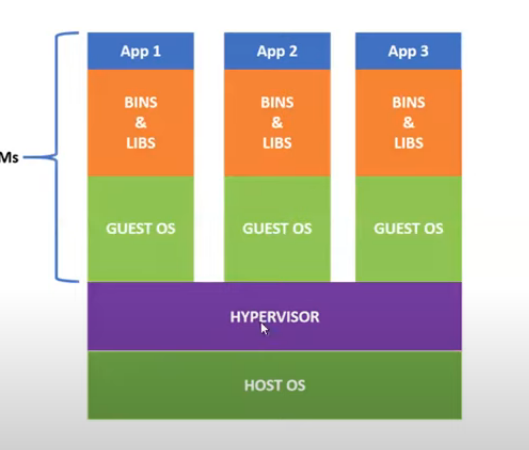 App 1
App 2
App 3
BINS
&
LIBS
BINS
&
LIBS
BINS
&
LIBS
Ms
GUEST OS
GUEST OS
GUEST OS
HYPERVISOR
HOST OS